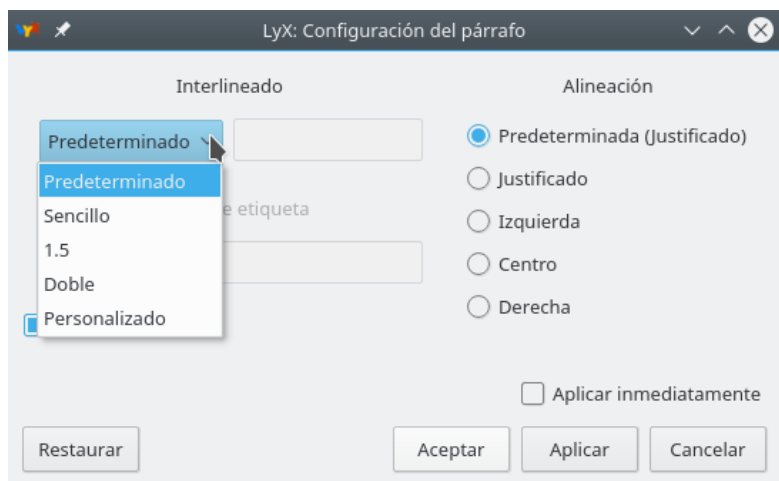 LyX: Configuración del párrafo
Interlineado
Predeterminado
Predeterminado
Sencillo
1.5
Doble
Personalizado
etiqueta
Alineación
Predeterminada (Justificado)
Justificado
Izquierda
Centro
Derecha
Aplicar inmediatamente
Restaurar
Aceptar
Aplicar
Cancelar